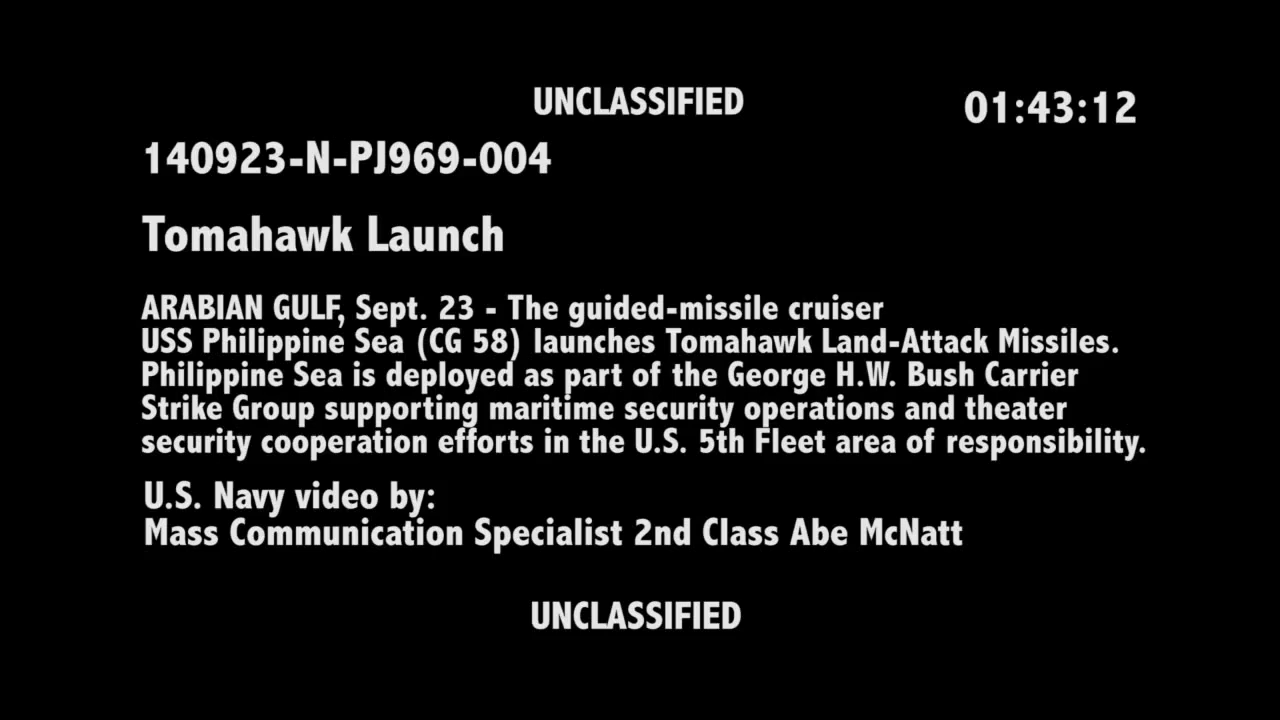 UNCLASSIFIED
01:43:12
140923-N-PJ969-004
Tomahawk Launch
ARABIAN GULF, Sept. 23 - The guided-missile cruiser
USS Philippine Sea (CG 58) launches Tomahawk Land-Attack Missiles.
Philippine Sea is deployed as part of the George H.W. Bush Carrier
Strike Group supporting maritime security operations and theater
security cooperation efforts in the U.S. 5th Fleet area of responsibility.
U.S. Navy video by:
Mass Communication Specialist 2nd Class Abe McNatt
UNCLASSIFIED